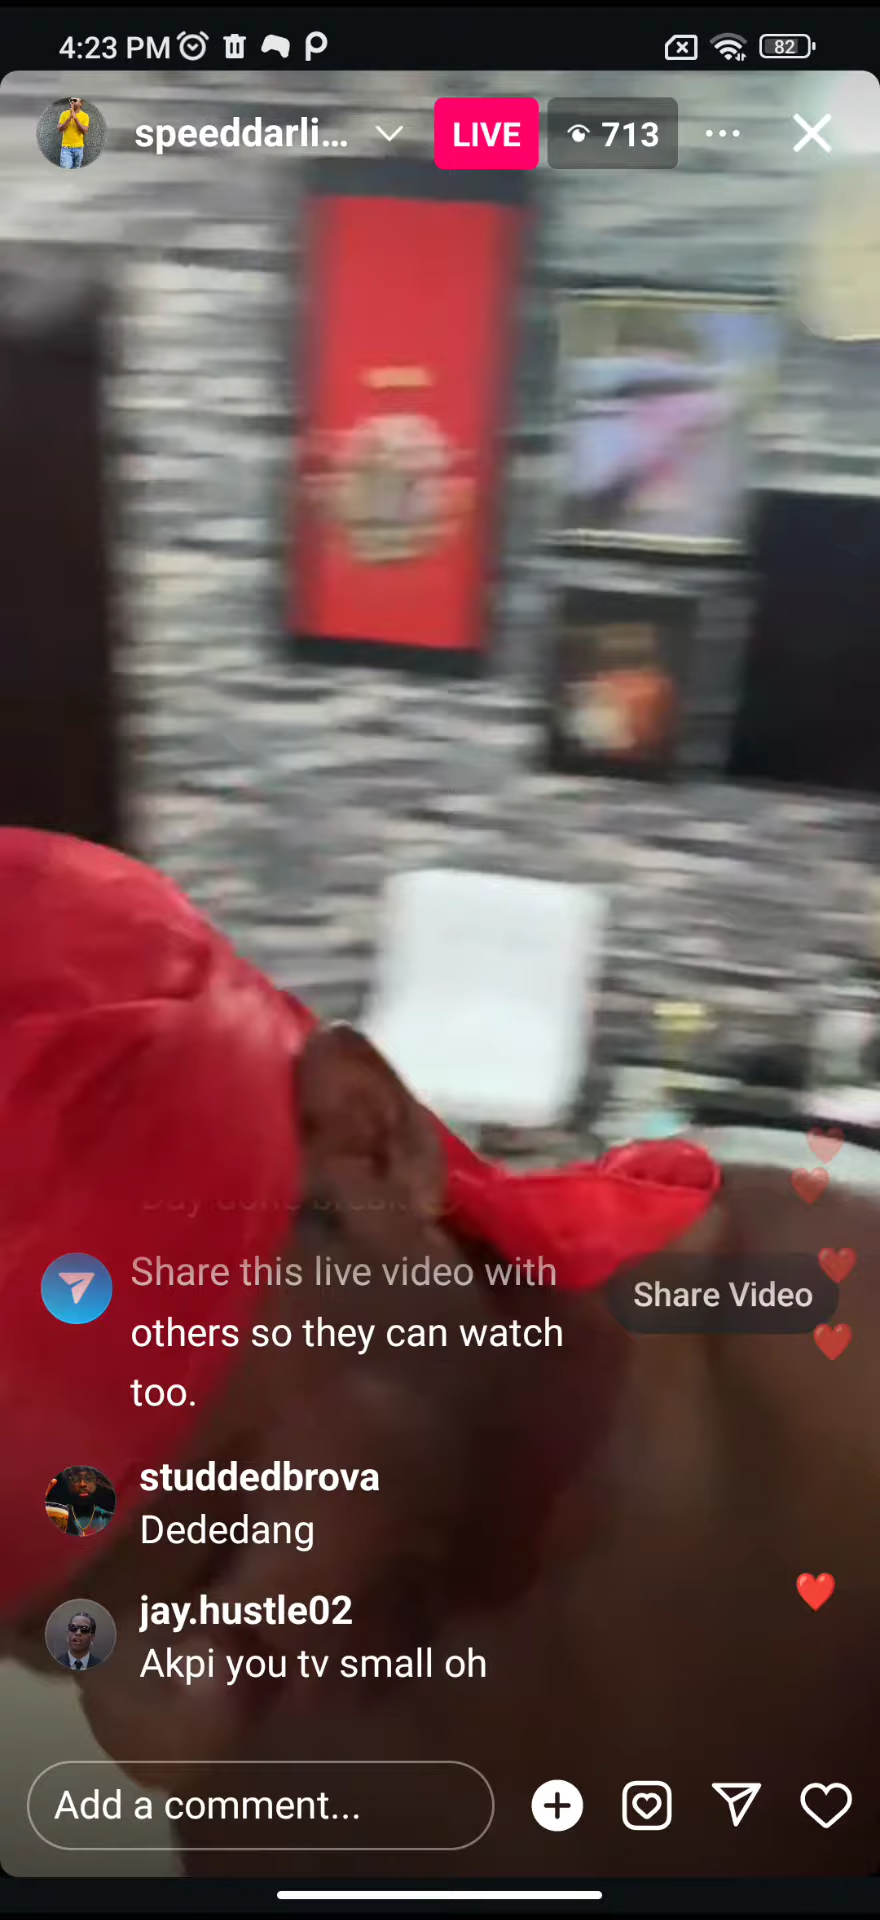 4:23 PM
82
speeddarli...
LIVE
713
Share this live video with
others so they can watch
too.
Share Video
studdedbrova
Dededang
jay.hustle02
Akpi you tv small oh
Add a comment...